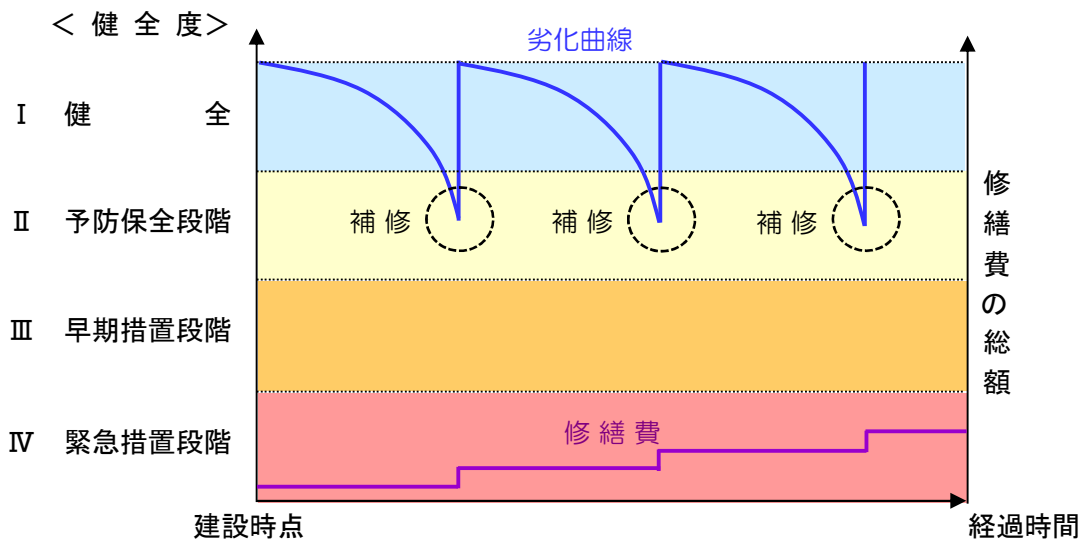 ＜ 健 全 度＞
劣化曲線
Ⅰ 健 全
Ⅱ 予防保全段階
補 修
補 修
補 修
Ⅲ 早期措置段階
Ⅳ 緊急措置段階
修 繕 費
修繕費の総額
建設時点
経過時間